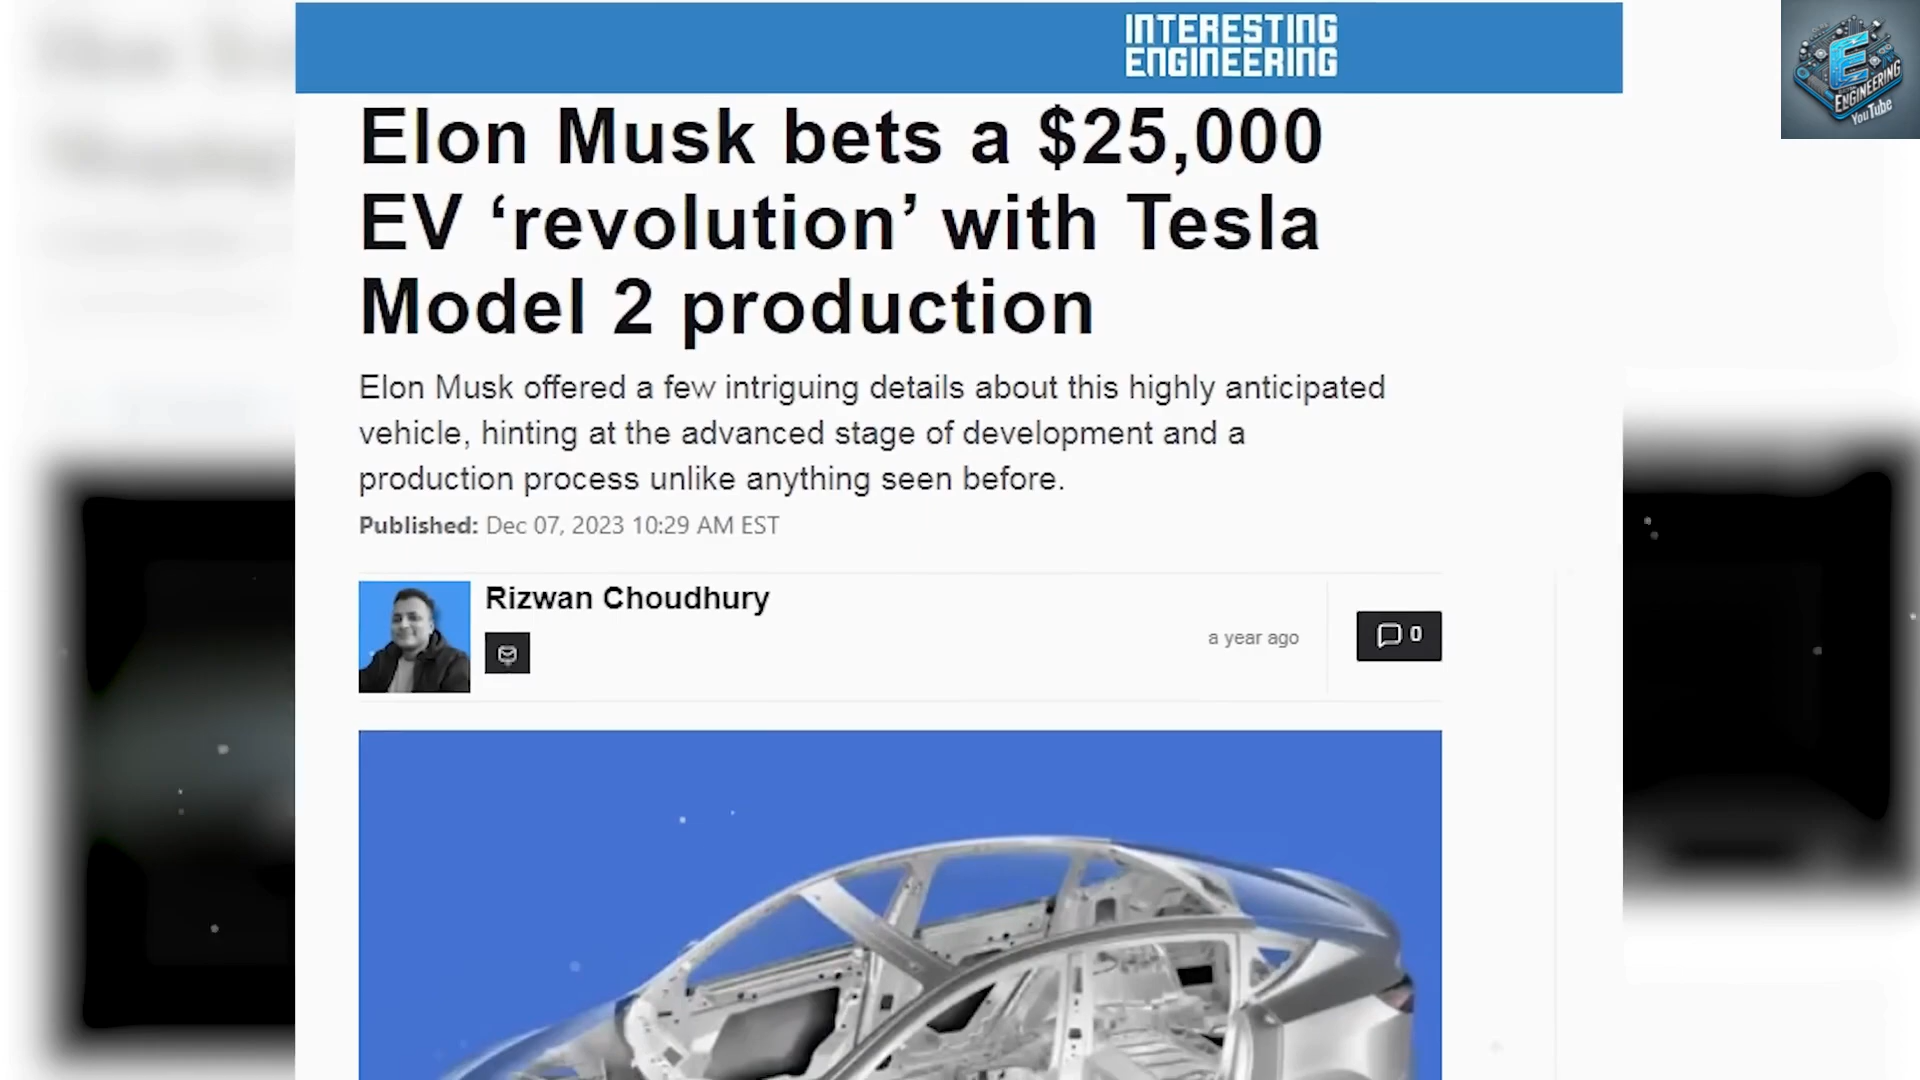 INTERESTING
ENGINEERING
E
ENGINEERING
YouTube
Elon Musk bets a $25,000
EV ‘revolution’ with Tesla
Model 2 production
Elon Musk offered a few intriguing details about this highly anticipated
vehicle, hinting at the advanced stage of development and a
production process unlike anything seen before.
Published: Dec 07, 2023 10:29 AM EST
Rizwan Choudhury
a year ago
0